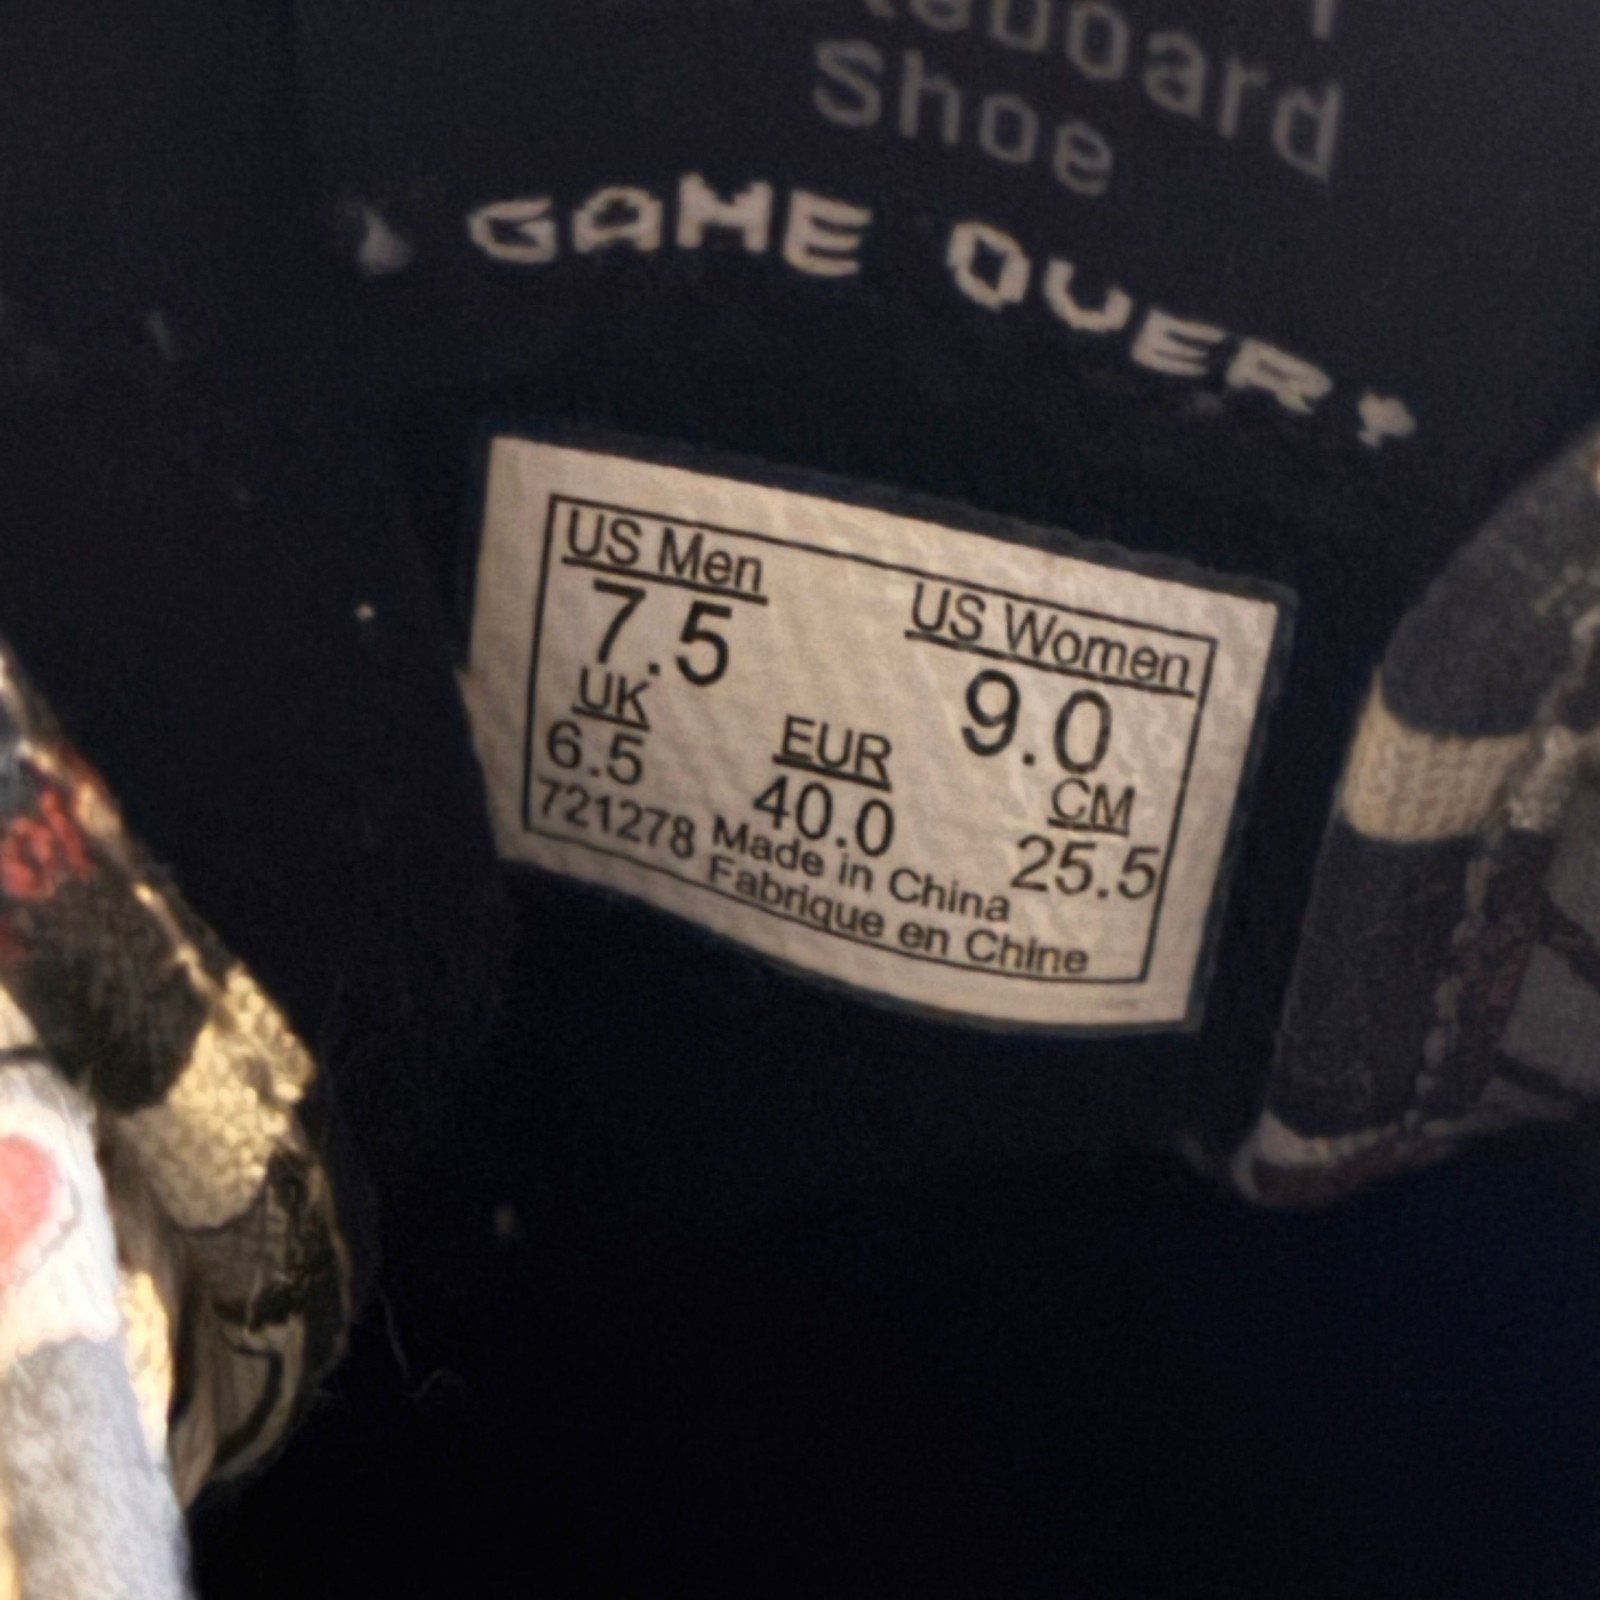 Shoe
GAME OVER!
US Men US Women
7.5 9.0
UK EUR CM
6.5 40.0 25.5
721278 Made in China
Fabrique en Chine